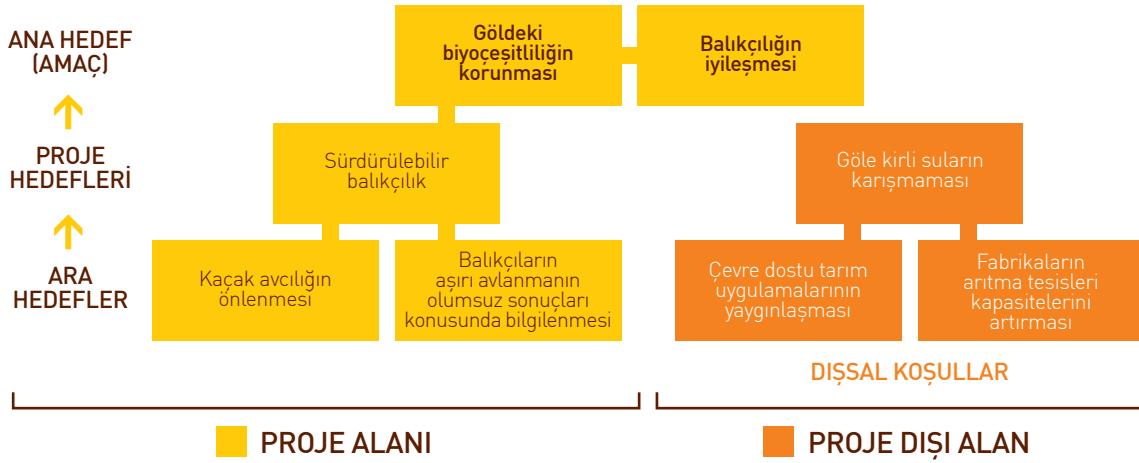 ANA HEDEF
(AMAÇ)
Göldeki
biyoçeşitliliğin
korunması
Balıkçılığın
iyileşmesi
PROJE
HEDEFLERİ
Sürdürülebilir
balıkçılık
Göle kirli suların
karışmaması
ARA
HEDEFLER
Kaçak avcılığın
önlenmesi
Balıkçıların
aşırı avlanmanın
olumsuz sonuçları
konusunda bilgilenmesi
Çevre dostu tarım
uygulamalarının
yaygınlaşması
Fabrikaların
arıtma tesisleri
kapasitelerini
artırması
DIŞSAL KOŞULLAR
PROJE ALANI
PROJE DIŞI ALAN